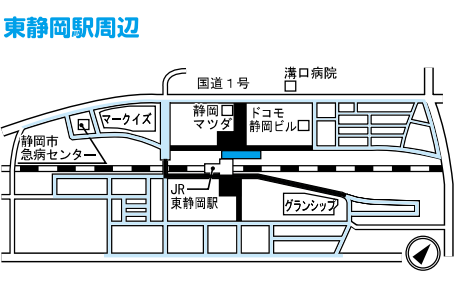 東静岡駅周辺
溝口病院
国道1号
静岡
マツダ
ドコモ
静岡ビル
マークイズ
静岡市
急病センター
JR
東静岡駅
グランシップ